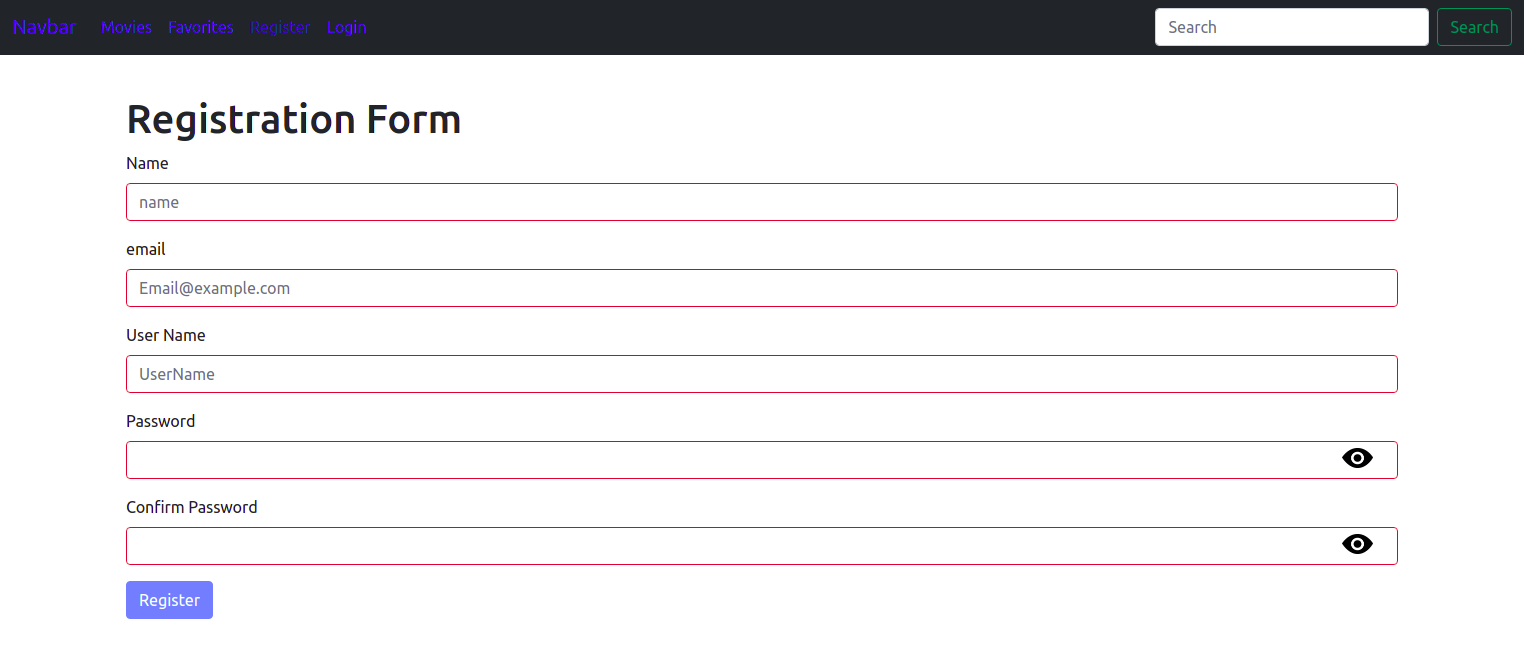 Navbar Movies Favorites Register Login Search Search
Registration Form
Name
name
email
Email@example.com
User Name
UserName
Password
Confirm Password
Register